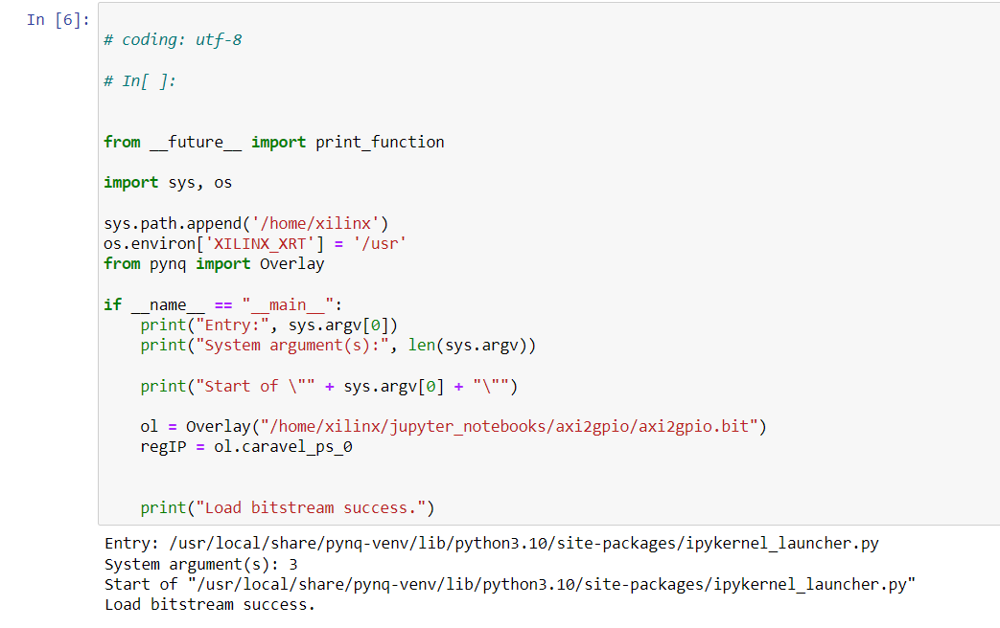 In [6]:
# coding: utf-8
# In[ ]:
from __future__ import print_function
import sys, os
sys.path.append('/home/xilinx')
os.environ['XILINX_XRT'] = '/usr'
from pynq import Overlay
if __name__ == "__main__":
    print("Entry:", sys.argv[0])
    print("System argument(s):", len(sys.argv))
    print("Start of \"" + sys.argv[0] + "\"")
    ol = Overlay("/home/xilinx/jupyter_notebooks/axi2gpio/axi2gpio.bit")
    regIP = ol.caravel_ps_0
    print("Load bitstream success.")
Entry: /usr/local/share/pynq-venv/lib/python3.10/site-packages/ipykernel_launcher.py
System argument(s): 3
Start of "/usr/local/share/pynq-venv/lib/python3.10/site-packages/ipykernel_launcher.py"
Load bitstream success.